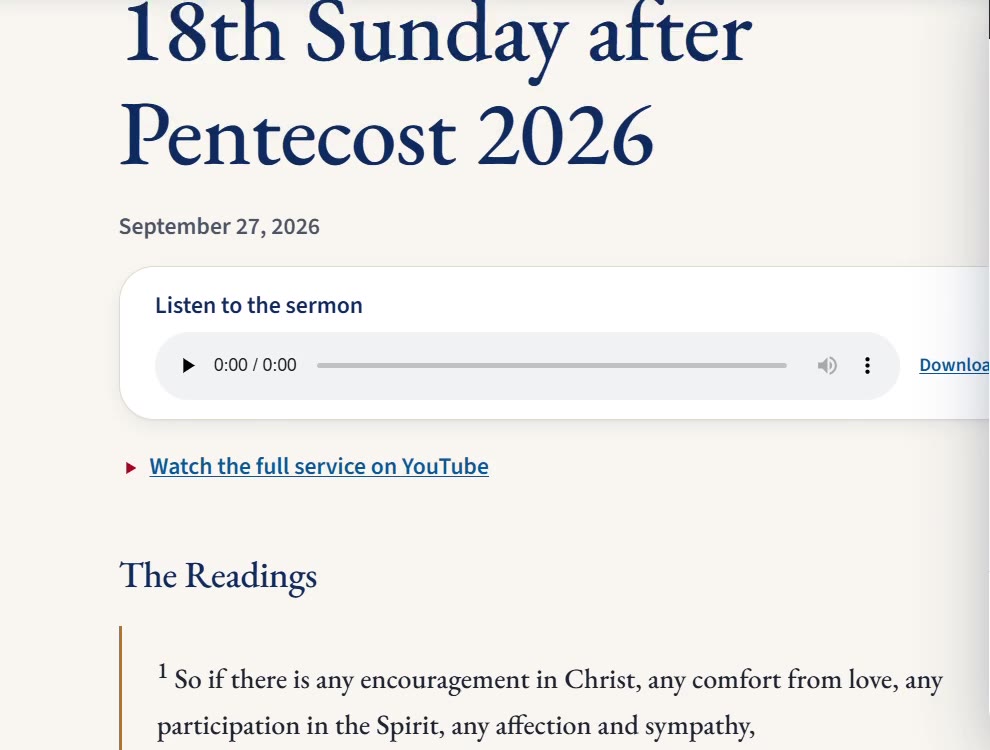 18th Sunday after
Pentecost 2026
September 27, 2026
Listen to the sermon
0:00 / 0:00
Downloa
Watch the full service on YouTube
The Readings
1 So if there is any encouragement in Christ, any comfort from love, any
participation in the Spirit, any affection and sympathy,